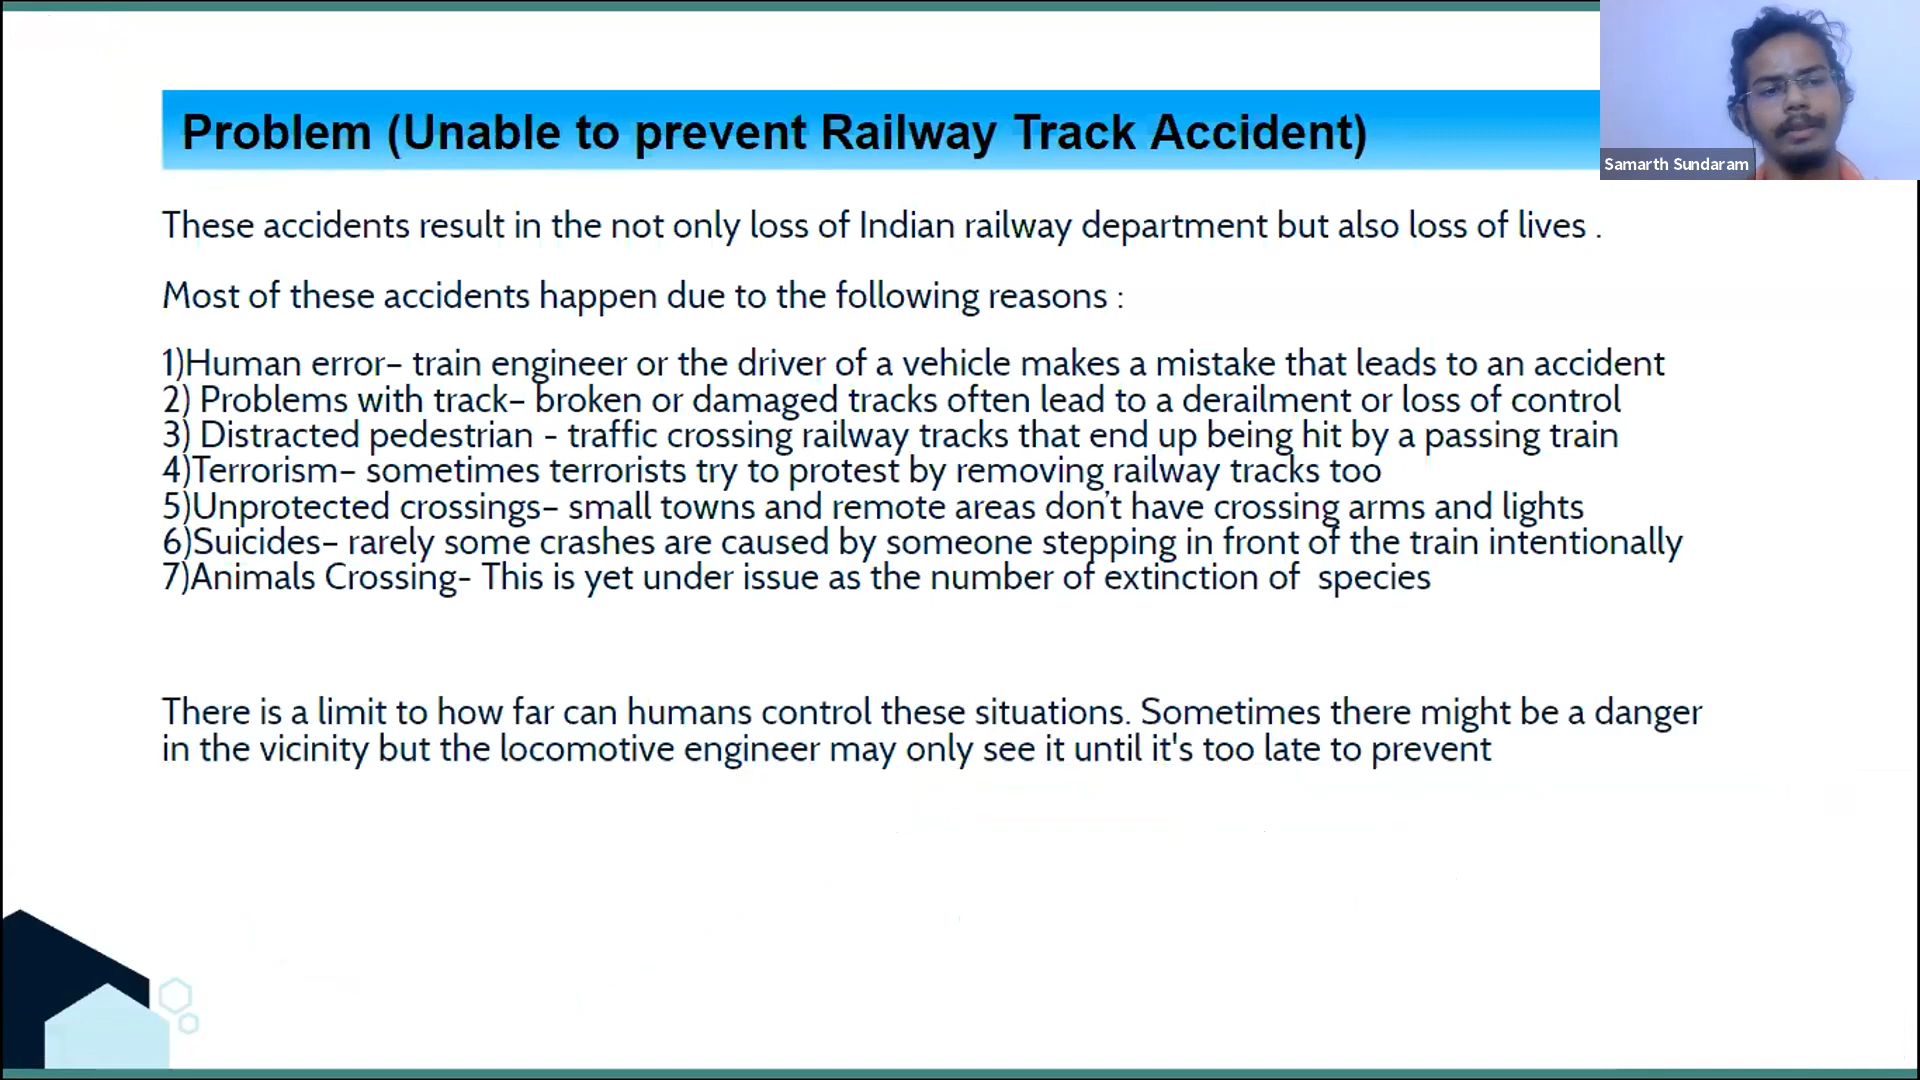 Problem (Unable to prevent Railway Track Accident)
Samarth Sundaram
These accidents result in the not only loss of Indian railway department but also loss of lives .
Most of these accidents happen due to the following reasons :
1)Human error– train engineer or the driver of a vehicle makes a mistake that leads to an accident
2) Problems with track– broken or damaged tracks often lead to a derailment or loss of control
3) Distracted pedestrian - traffic crossing railway tracks that end up being hit by a passing train
4)Terrorism– sometimes terrorists try to protest by removing railway tracks too
5)Unprotected crossings– small towns and remote areas don't have crossing arms and lights
6)Suicides– rarely some crashes are caused by someone stepping in front of the train intentionally
7)Animals Crossing- This is yet under issue as the number of extinction of  species
There is a limit to how far can humans control these situations. Sometimes there might be a danger
in the vicinity but the locomotive engineer may only see it until it's too late to prevent